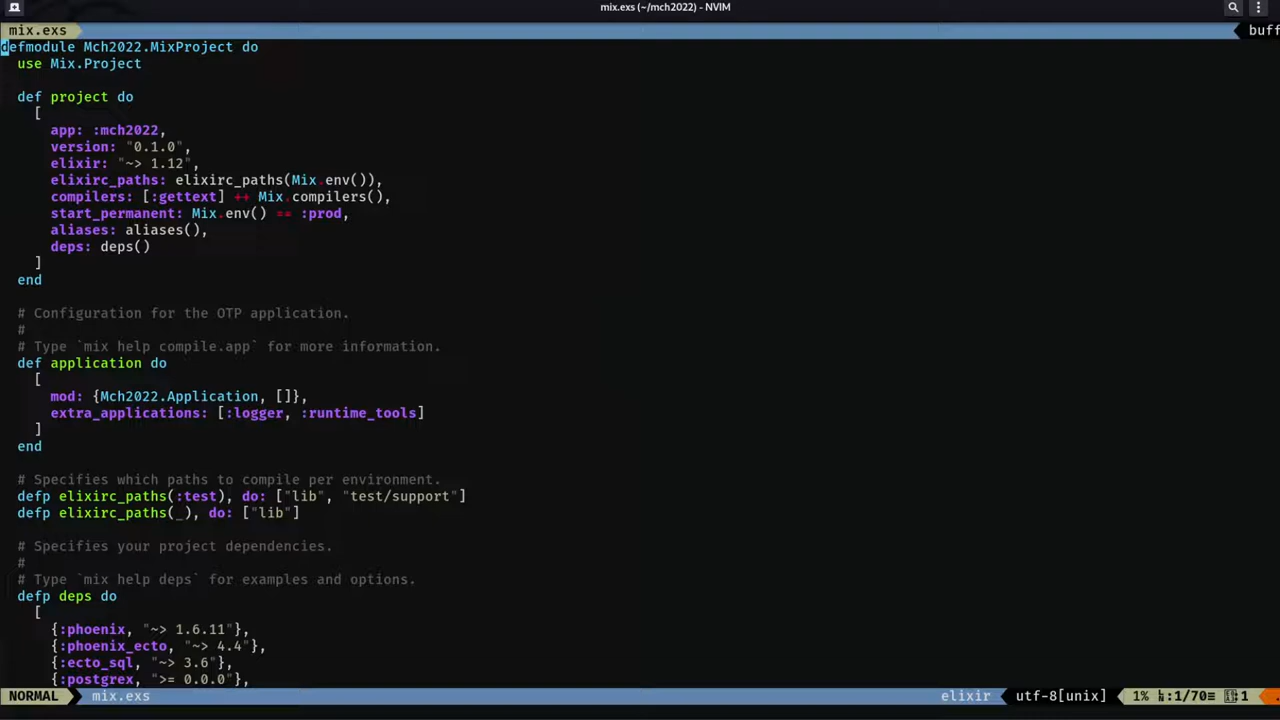 mix.exs (~/mch2022) - NVIM
mix.exs
buff
defmodule Mch2022.MixProject do
  use Mix.Project

  def project do
    [
      app: :mch2022,
      version: "0.1.0",
      elixir: "~> 1.12",
      elixirc_paths: elixirc_paths(Mix.env()),
      compilers: [:gettext] ++ Mix.compilers(),
      start_permanent: Mix.env() == :prod,
      aliases: aliases(),
      deps: deps()
    ]
  end

  # Configuration for the OTP application.
  #
  # Type `mix help compile.app` for more information.
  def application do
    [
      mod: {Mch2022.Application, []},
      extra_applications: [:logger, :runtime_tools]
    ]
  end

  # Specifies which paths to compile per environment.
  defp elixirc_paths(:test), do: ["lib", "test/support"]
  defp elixirc_paths(_), do: ["lib"]

  # Specifies your project dependencies.
  #
  # Type `mix help deps` for examples and options.
  defp deps do
    [
      {:phoenix, "~> 1.6.11"},
      {:phoenix_ecto, "~> 4.4"},
      {:ecto_sql, "~> 3.6"},
      {:postgrex, ">= 0.0.0"},
NORMAL mix.exs elixir utf-8[unix] 1% :1/70 :1